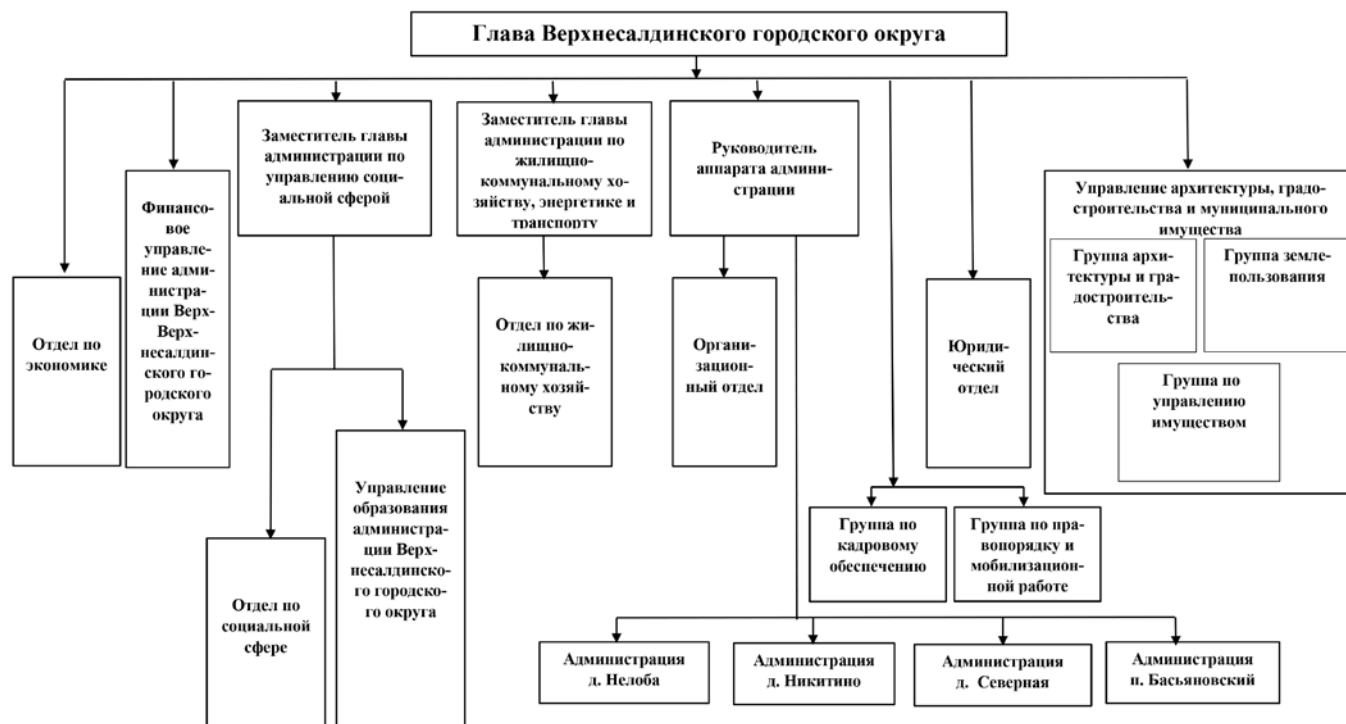 Глава Верхнесалдинского городского округа
Заместитель главы
администрации по
управлению соци-
альной сферой
Заместитель главы
администрации по
жилищно-
коммунальному хо-
зяйству, энергетике и
транспорту
Руководитель
аппарата админи-
страции
Управление архитектуры, градо-
строительства и муниципального
имущества
Группа архи-
тектуры и гра-
достроитель-
ства
Группа земле-
пользования
Группа по
управлению
имуществом
Отдел по
экономике
Финансо-
вое
управле-
ние адми-
нистра-
ции Верх-
Верх-
несалдин-
ского го-
родского
округа
Отдел по жи-
лищно-
коммуналь-
ному хозяй-
ству
Органи-
зационный
отдел
Юриди-
ческий
отдел
Отдел по
социальной
сфере
Управление
образования
администра-
ции Верх-
несалдинско-
го городско-
го округа
Группа по
кадровому
обеспечению
Группа по пра-
вопорядку и
мобилизацион-
ной работе
Администрация
д. Нелоба
Администрация
д. Никитино
Администрация
д. Северная
Администрация
п. Басьяновский